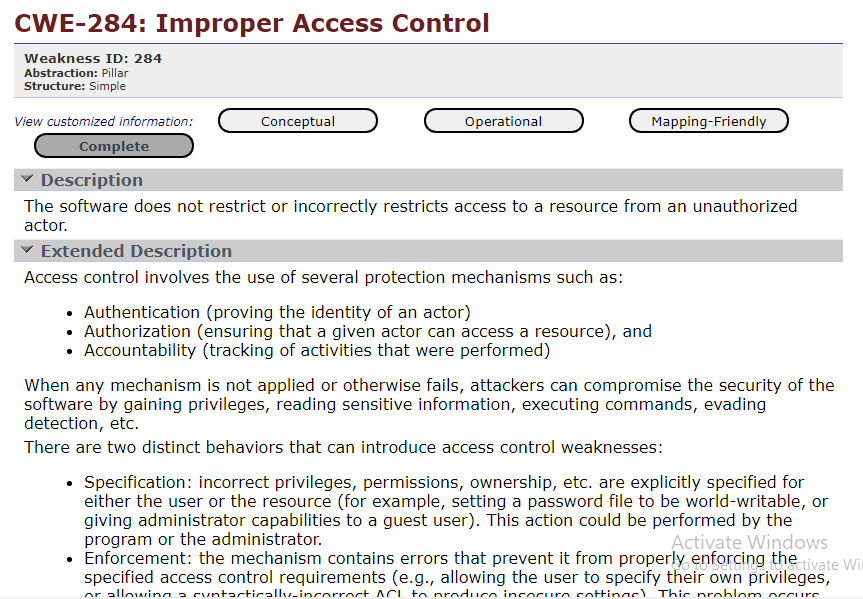 CWE-284: Improper Access Control
Weakness ID: 284
Abstraction: Pillar
Structure: Simple
View customized information:
Conceptual
Operational
Mapping-Friendly
Complete
Description
The software does not restrict or incorrectly restricts access to a resource from an unauthorized
actor.
Extended Description
Access control involves the use of several protection mechanisms such as:
• Authentication (proving the identity of an actor)
• Authorization (ensuring that a given actor can access a resource), and
• Accountability (tracking of activities that were performed)
When any mechanism is not applied or otherwise fails, attackers can compromise the security of the
software by gaining privileges, reading sensitive information, executing commands, evading
detection, etc.
There are two distinct behaviors that can introduce access control weaknesses:
• Specification: incorrect privileges, permissions, ownership, etc. are explicitly specified for
either the user or the resource (for example, setting a password file to be world-writable, or
giving administrator capabilities to a guest user). This action could be performed by the
program or the administrator.
• Enforcement: the mechanism contains errors that prevent it from properly enforcing the
specified access control requirements (e.g., allowing the user to specify their own privileges,
or allowing a syntactically-incorrect ACL to produce insecure settings). This problem occurs
Activate Windows
Go to Settings to activate Wi